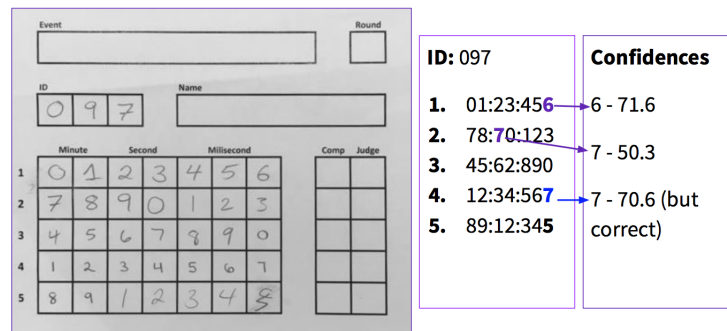 Event Round
ID Name
0 9 7
Minute Second Milisecond Comp Judge
1 0 1 2 3 4 5 6
2 7 8 9 0 1 2 3
3 4 5 6 7 8 9 0
4 1 2 3 4 5 6 7
5 8 9 1 2 3 4
ID: 097
1. 01:23:456
2. 78:70:123
3. 45:62:890
4. 12:34:567
5. 89:12:345
Confidences
6 - 71.6
7 - 50.3
7 - 70.6 (but
correct)